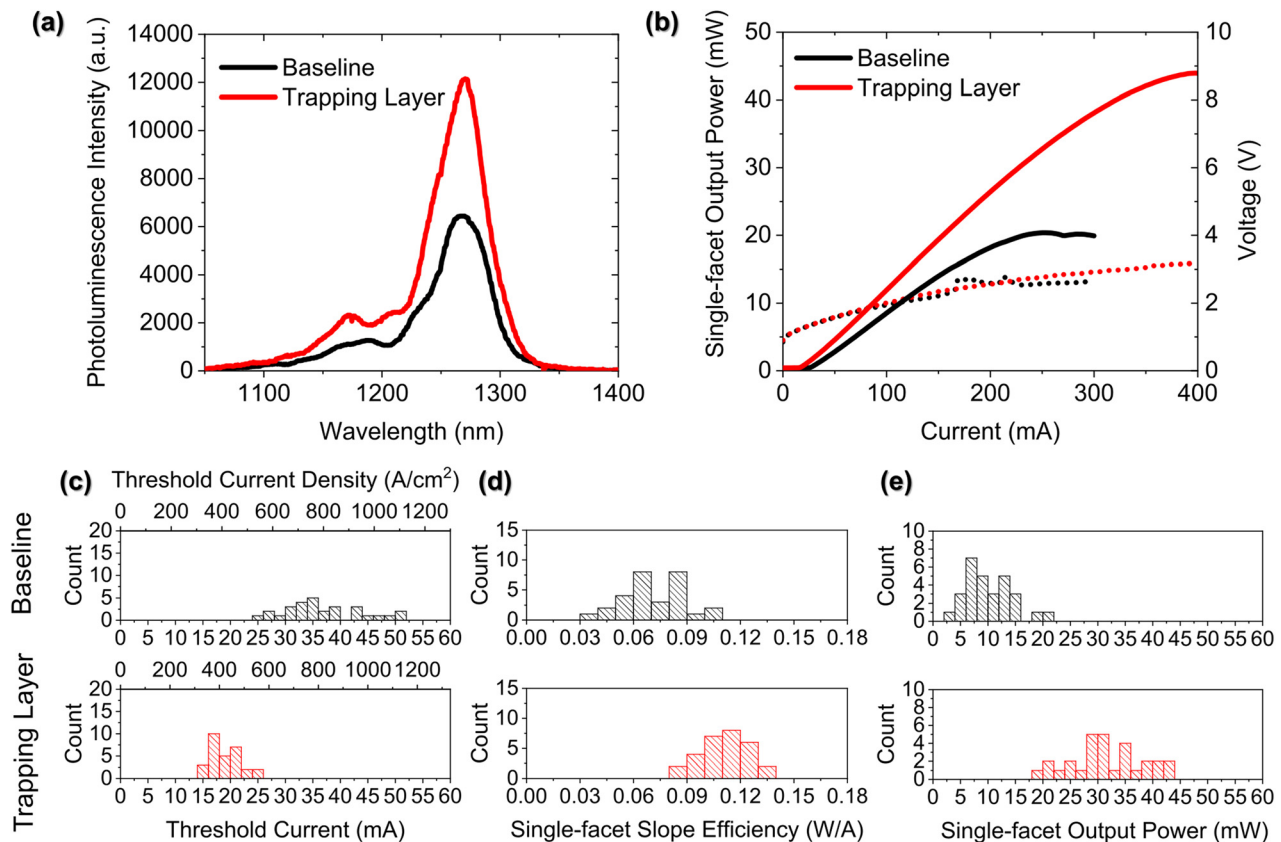 (a)
Photoluminescence Intensity (a.u.)
14000
12000
10000
8000
6000
4000
2000
0
Baseline
Trapping Layer
1100 1200 1300 1400
Wavelength (nm)
(b)
Single-facet Output Power (mW)
50
40
30
20
10
0
Baseline
Trapping Layer
10
8
6
4
2
0
Voltage (V)
0 100 200 300 400
Current (mA)
(c)
Threshold Current Density (A/cm²)
0 200 400 600 800 1000 1200
Baseline
Count
20
15
10
5
0
0 5 10 15 20 25 30 35 40 45 50 55 60
0 200 400 600 800 1000 1200
Trapping Layer
Count
20
15
10
5
0
0 5 10 15 20 25 30 35 40 45 50 55 60
Threshold Current (mA)
(d)
Count
15
10
5
0
0.00 0.03 0.06 0.09 0.12 0.15 0.18
Count
15
10
5
0
0.00 0.03 0.06 0.09 0.12 0.15 0.18
Single-facet Slope Efficiency (W/A)
(e)
Count
10
8
6
4
2
0
0 5 10 15 20 25 30 35 40 45 50 55 60
Count
10
8
6
4
2
0
0 5 10 15 20 25 30 35 40 45 50 55 60
Single-facet Output Power (mW)